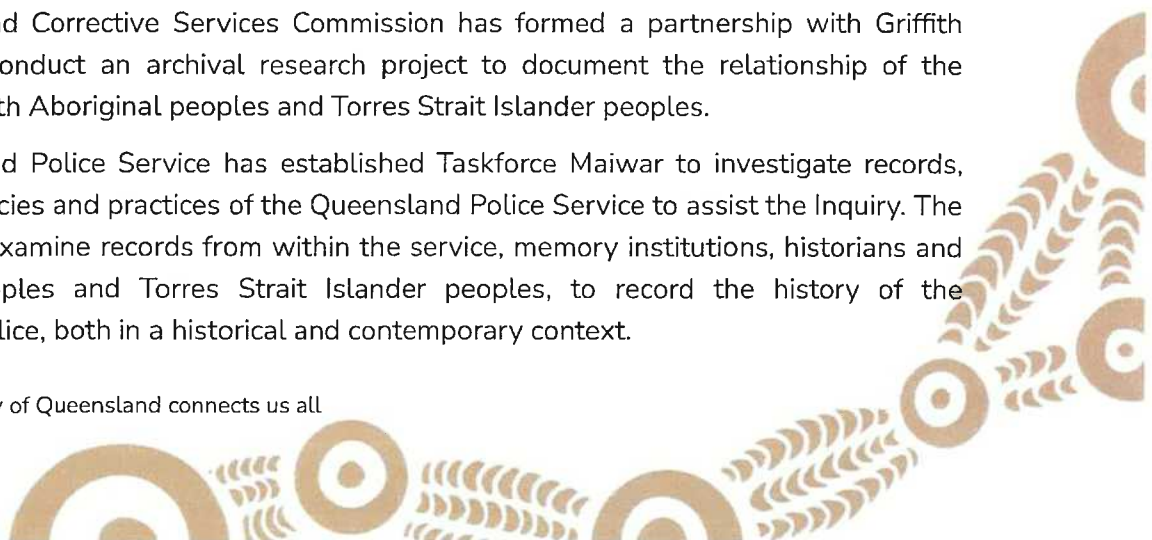 d Corrective Services Commission has formed a partnership with Griffith
onduct an archival research project to document the relationship of the
th Aboriginal peoples and Torres Strait Islander peoples.
d Police Service has established Taskforce Maiwar to investigate records,
cies and practices of the Queensland Police Service to assist the Inquiry. The
xamine records from within the service, memory institutions, historians and
ples and Torres Strait Islander peoples, to record the history of the
lice, both in a historical and contemporary context.
of Queensland connects us all